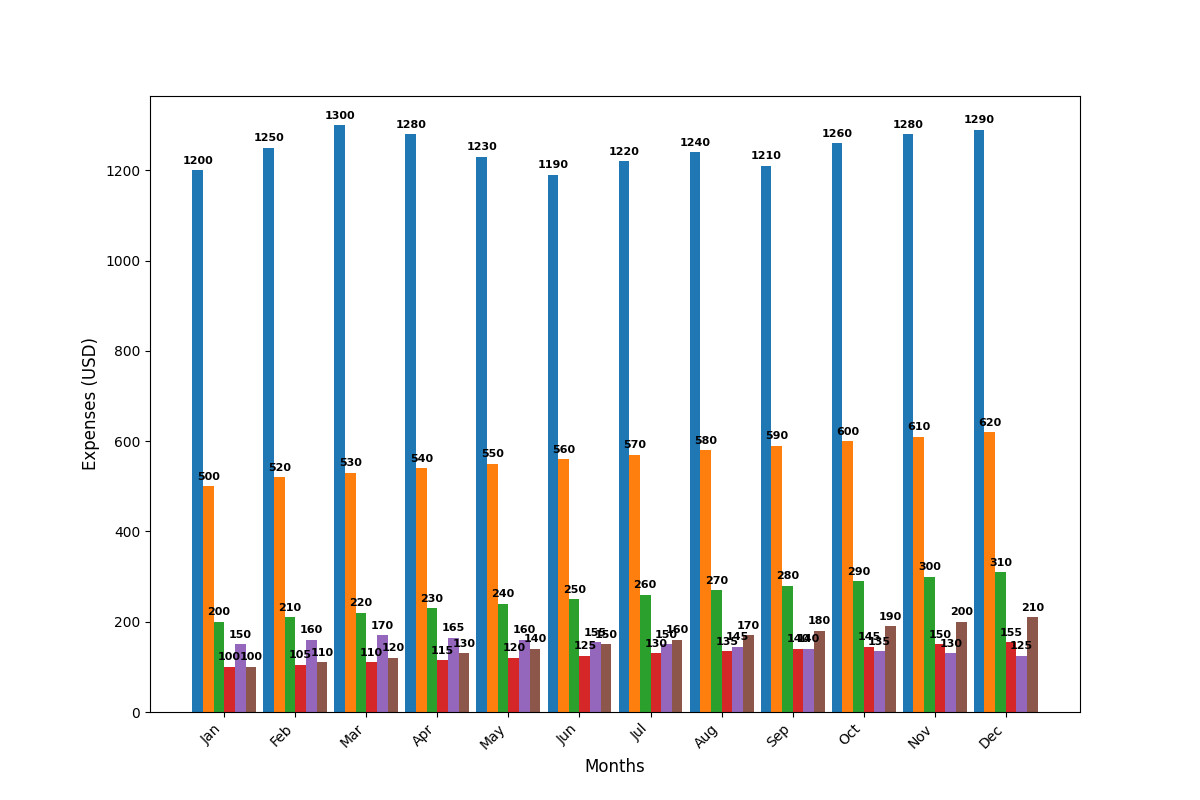 1200 1250 1300 1280 1230 1190 1220 1240 1210 1260 1280 1290
500 520 530 540 550 560 570 580 590 600 610 620
200 210 220 230 240 250 260 270 280 290 300 310
100 105 110 115 120 125 130 135 140 145 150 155
150 160 170 165 160 155 150 145 140 135 130 125
100 110 120 130 140 150 160 170 180 190 200 210
1200
1000
800
600
400
200
0
Expenses (USD)
Jan Feb Mar Apr May Jun Jul Aug Sep Oct Nov Dec
Months